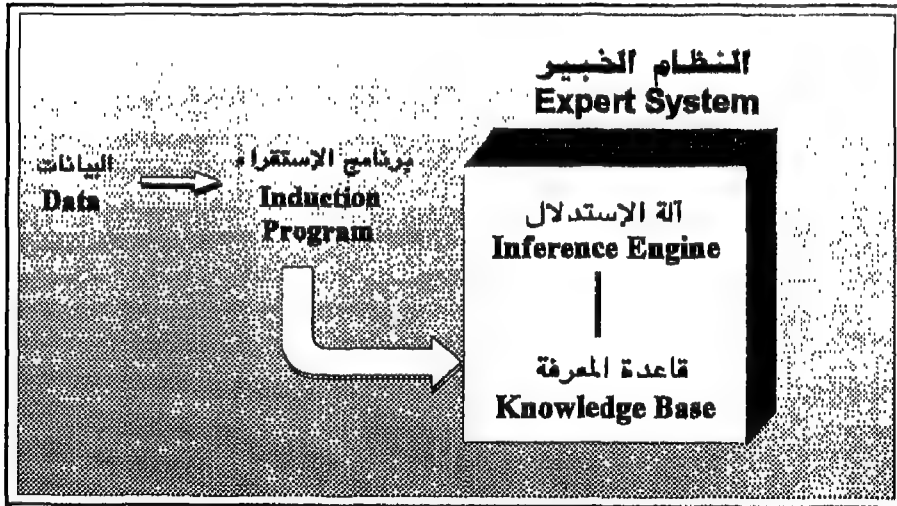 النظام الخبير
Expert System
البيانات
Data
برنامج الإستقراء
Induction
Program
آلة الإستدلال
Inference Engine
قاعدة المعرفة
Knowledge Base